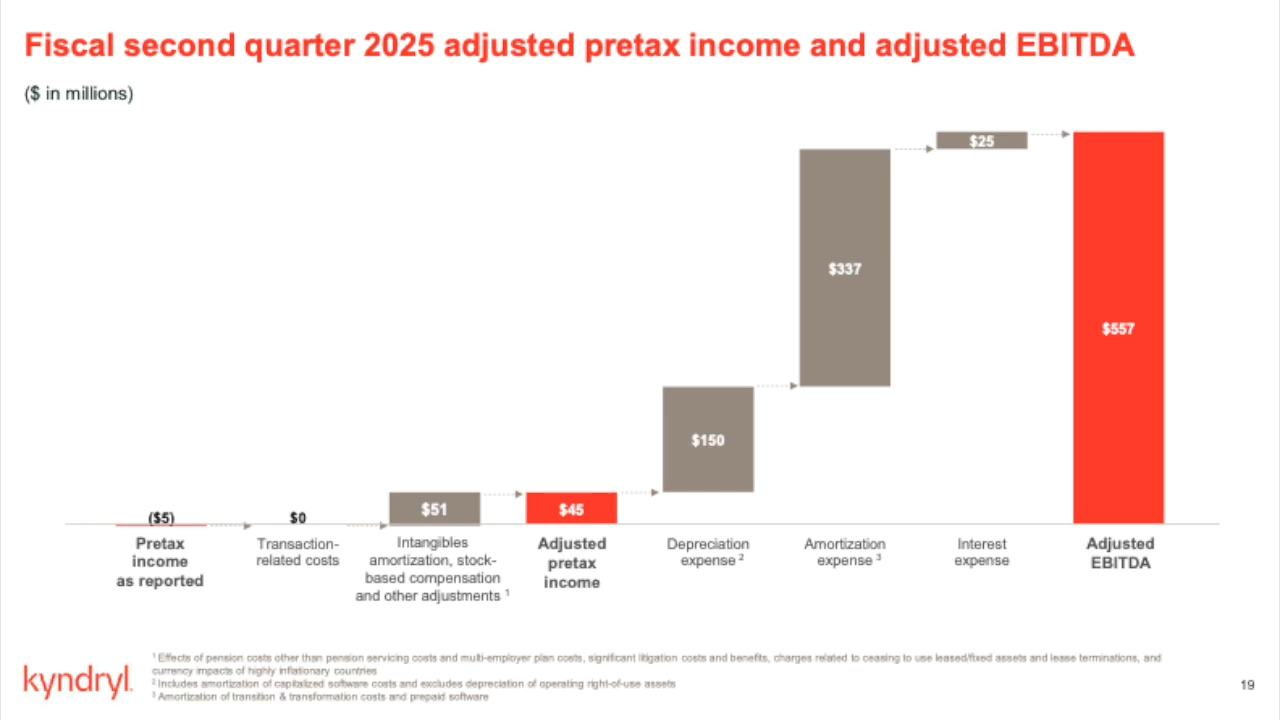 Fiscal second quarter 2025 adjusted pretax income and adjusted EBITDA
($ in millions)
$25
$337
$557
$150
$51
$45
($5)
$0
Pretax
income
as reported
Transaction-
related costs
Intangibles
amortization, stock-
based compensation
and other adjustments ¹
Adjusted
pretax
income
Depreciation
expense ²
Amortization
expense ³
Interest
expense
Adjusted
EBITDA
¹ Effects of pension costs other than pension servicing costs and multi-employer plan costs, significant litigation costs and benefits, charges related to ceasing to use leased/fixed assets and lease terminations, and
currency impacts of highly inflationary countries
² Includes amortization of capitalized software costs and excludes depreciation of operating right-of-use assets
³ Amortization of transition & transformation costs and prepaid software
kyndryl.
19